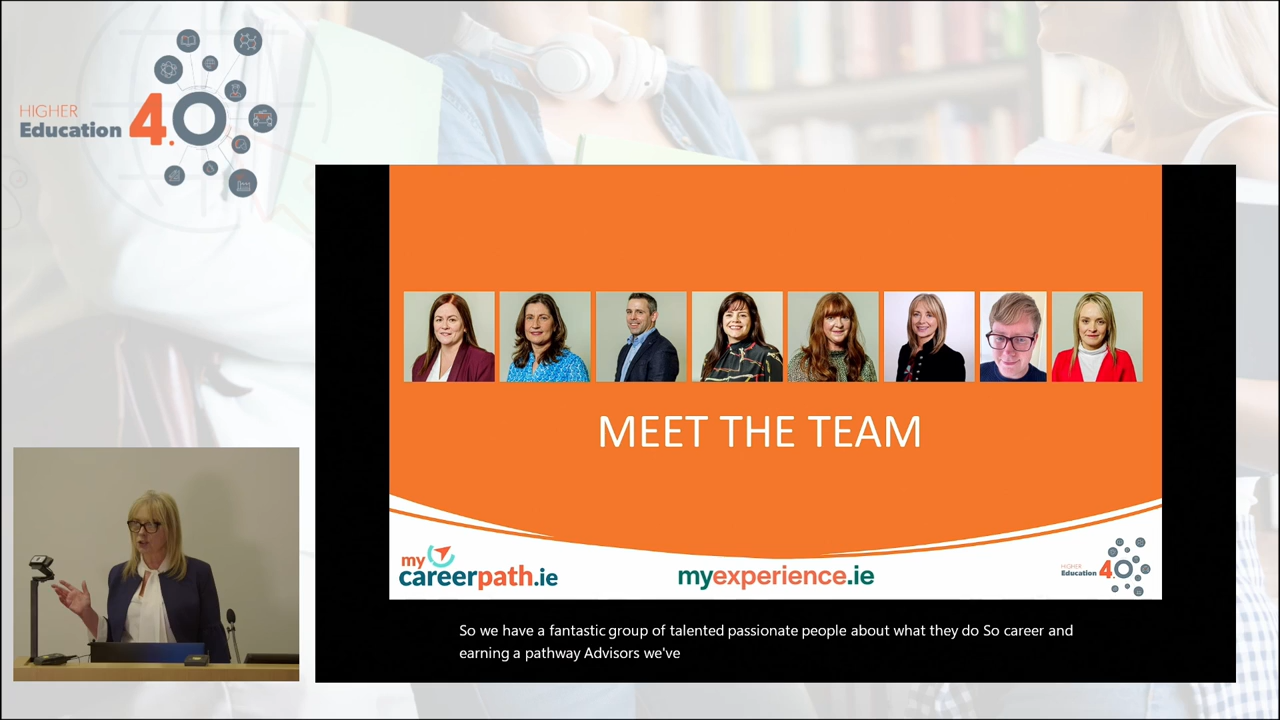 HIGHER
Education 4.0
MEET THE TEAM
my
careerpath.ie
myexperience.ie
HIGHER
Education 4.0
So we have a fantastic group of talented passionate people about what they do So career and
earning a pathway Advisors we've